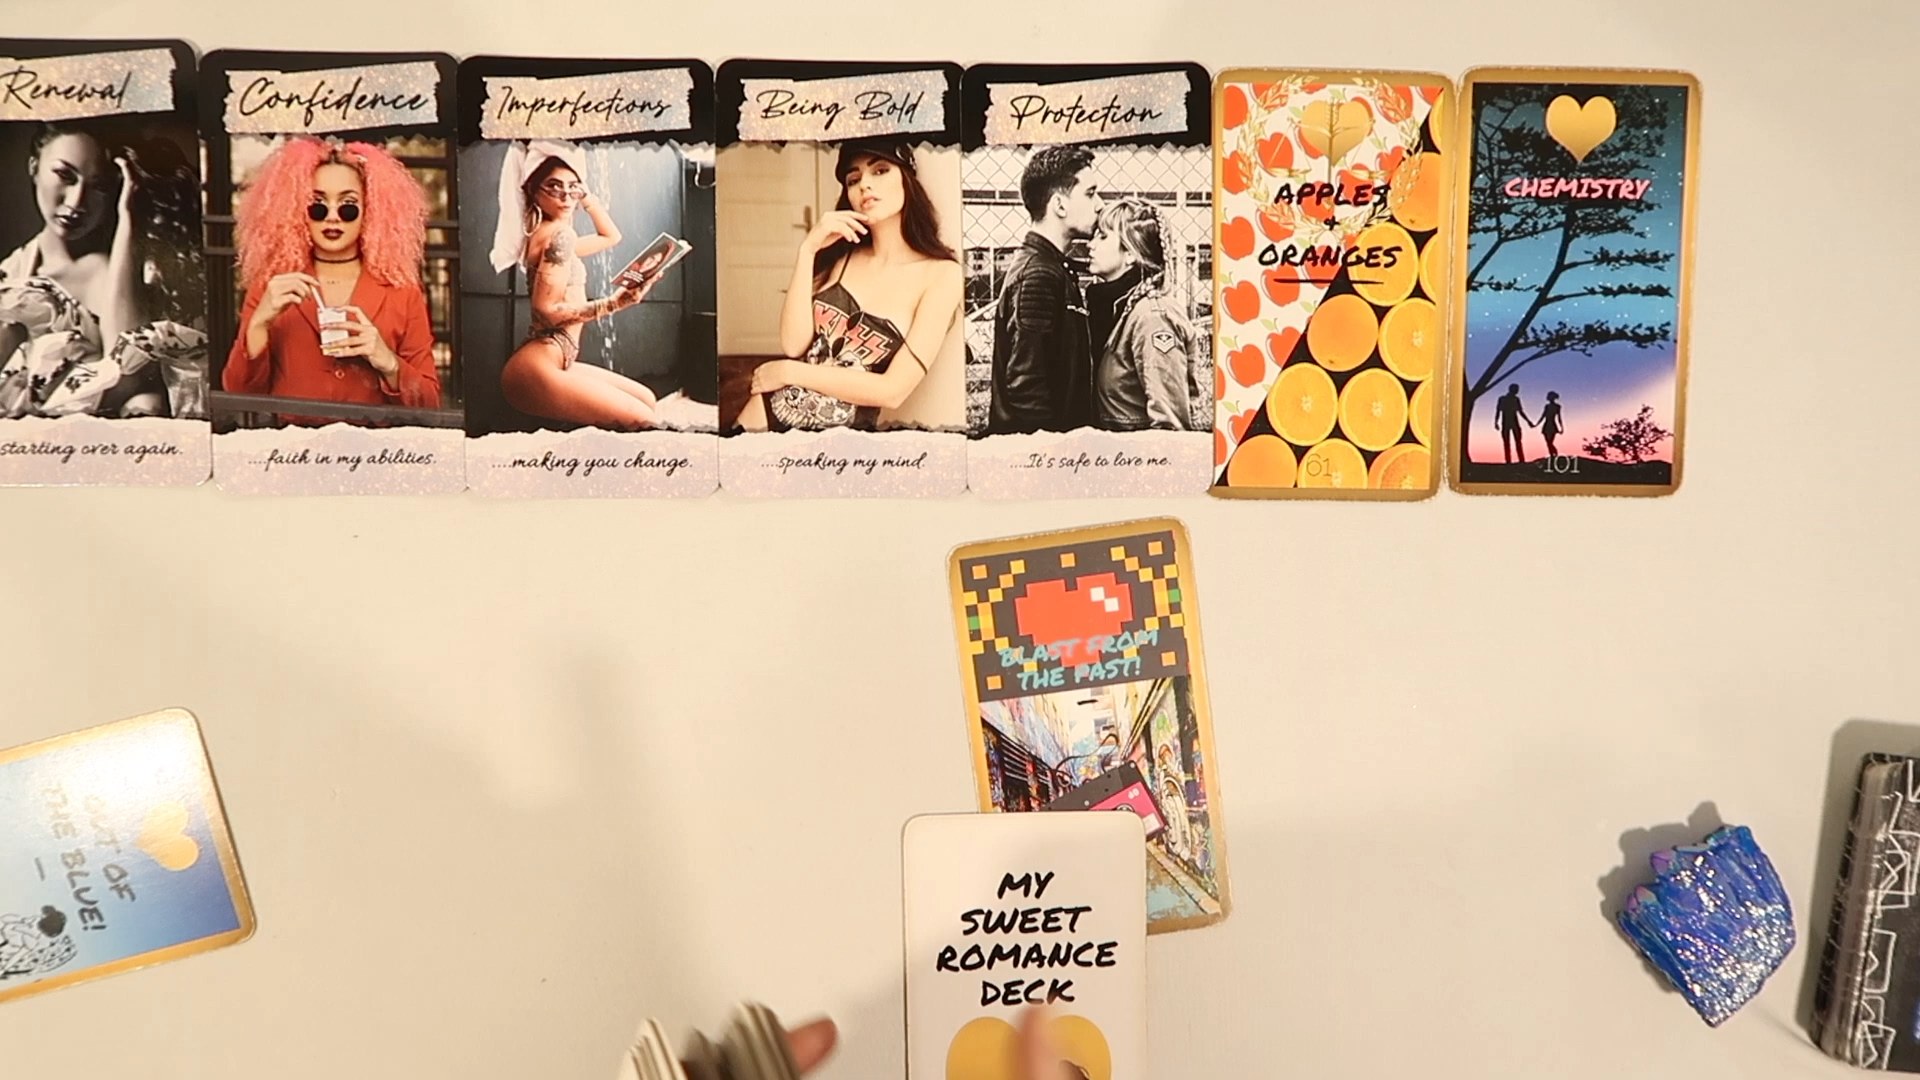 Renewal
starting over again.
Confidence
....faith in my abilities.
Imperfections
....making you change.
Being Bold
....speaking my mind.
KISS
Protection
....It's safe to love me.
APPLES
+
ORANGES
61
CHEMISTRY
101
BLAST FROM
THE PAST!
OUT OF
THE BLUE!
MY
SWEET
ROMANCE
DECK